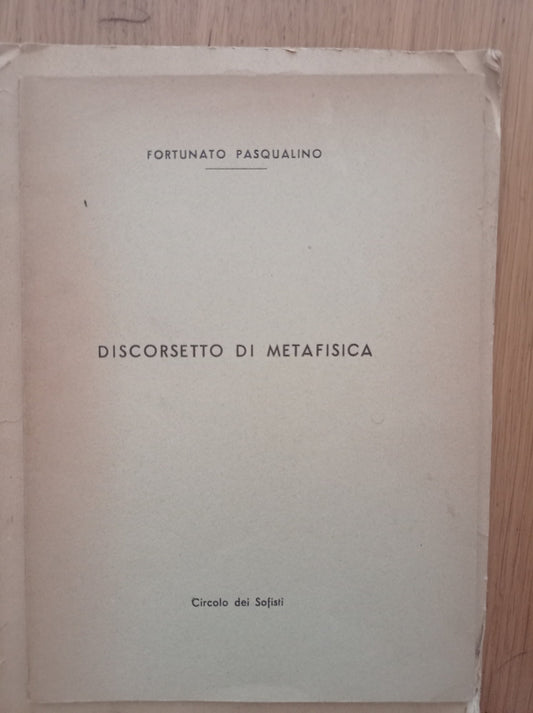 FORTUNATO PASQUALINO
DISCORSETTO DI METAFISICA
Circolo dei Sofisti